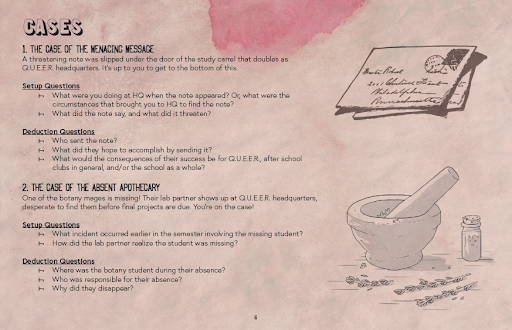 CASES
1. THE CASE OF THE MENACING MESSAGE
A threatening note was slipped under the door of the study carrel that doubles as
Q.U.E.E.R. headquarters. It's up to you to get to the bottom of this.
Setup Questions
What were you doing at HQ when the note appeared? Or, what were the
circumstances that brought you to HQ to find the note?
What did the note say, and what did it threaten?
Deduction Questions
Who sent the note?
What did they hope to accomplish by sending it?
What would the consequences of their success be for Q.U.E.E.R., after school
clubs in general, and/or the school as a whole?
2. THE CASE OF THE ABSENT APOTHECARY
One of the botany mages is missing! Their lab partner shows up at Q.U.E.E.R. headquarters,
desperate to find them before final projects are due. You're on the case!
Setup Questions
What incident occurred earlier in the semester involving the missing student?
How did the lab partner realize the student was missing?
Deduction Questions
Where was the botany student during their absence?
Who was responsible for their absence?
Why did they disappear?
6